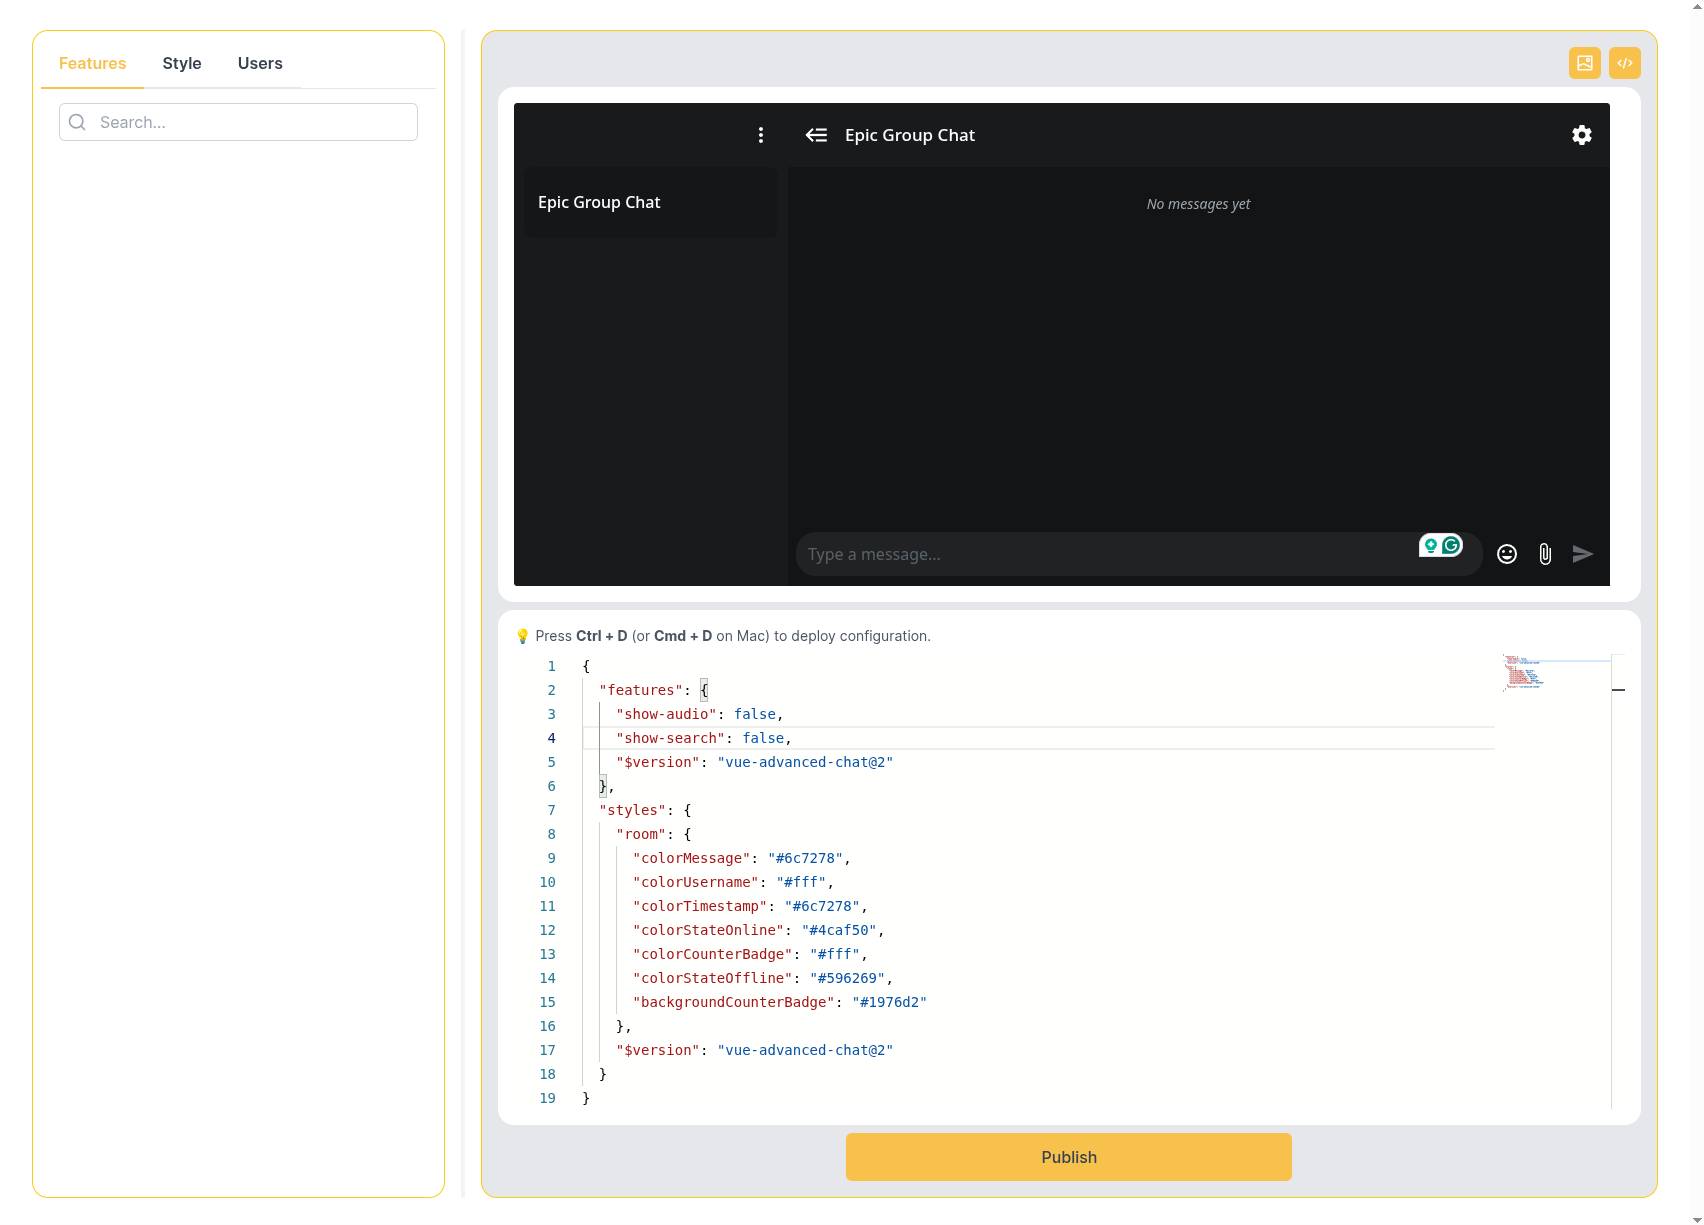 Features Style Users
Search...
Epic Group Chat
Epic Group Chat
No messages yet
Type a message...
💡 Press Ctrl + D (or Cmd + D on Mac) to deploy configuration.
1 {
2 "features": {
3 "show-audio": false,
4 "show-search": false,
5 "$version": "vue-advanced-chat@2"
6 },
7 "styles": {
8 "room": {
9 "colorMessage": "#6c7278",
10 "colorUsername": "#fff",
11 "colorTimestamp": "#6c7278",
12 "colorStateOnline": "#4caf50",
13 "colorCounterBadge": "#fff",
14 "colorStateOffline": "#596269",
15 "backgroundCounterBadge": "#1976d2"
16 },
17 "$version": "vue-advanced-chat@2"
18 }
19 }
Publish